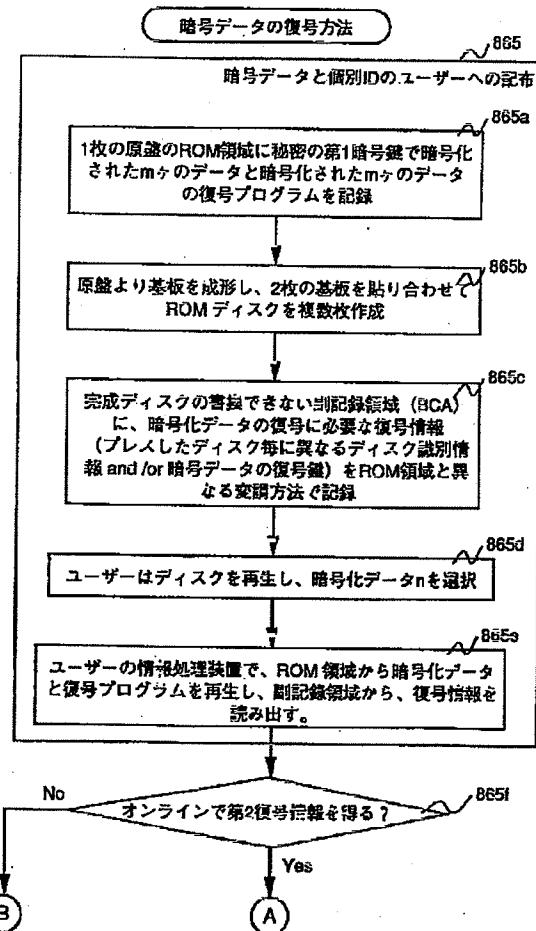 暗号データの復号方法
865
暗号データと個別IDのユーザーへの配布
865a
1枚の原盤のROM領域に秘密の第1暗号鍵で暗号化
されたmヶのデータと暗号化されたmヶのデータ
の復号プログラムを記録
865b
原盤より基板を成形し、2枚の基板を貼り合わせて
ROMディスクを複数枚作成
865c
完成ディスクの書換できない副記録領域(BCA)
に、暗号化データの復号に必要な復号情報
(プレスしたディスク毎に異なるディスク識別情
報 and /or 暗号データの復号鍵)をROM領域と異
なる変調方法で記録
865d
ユーザーはディスクを再生し、暗号化データnを選択
865e
ユーザーの情報処理装置で、ROM 領域から暗号化データ
と復号プログラムを再生し、副記録領域から、復号情報を
読み出す。
865f
オンラインで第2復号情報を得る?
No
Yes
B
A